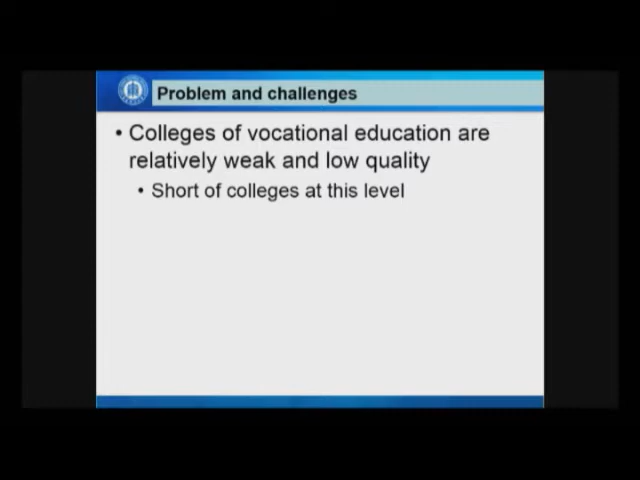 Problem and challenges
• Colleges of vocational education are
relatively weak and low quality
• Short of colleges at this level